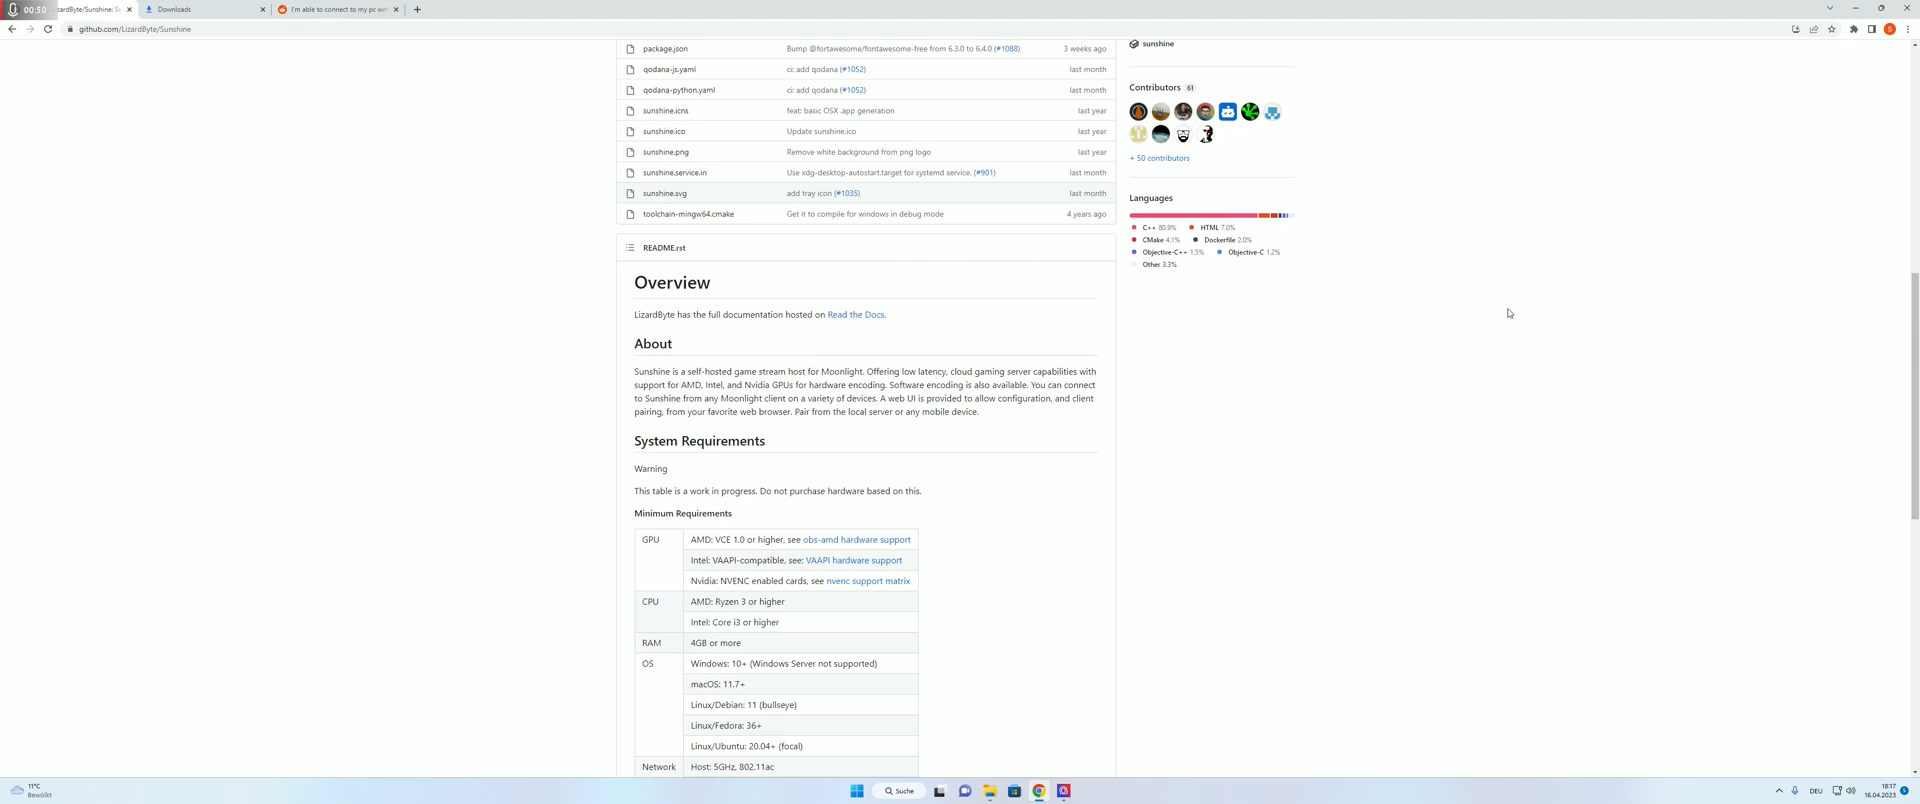 00:50
zardByte/Sunshine: Se
Downloads
I'm able to connect to my pc with
github.com/LizardByte/Sunshine
S
package.json Bump @fortawesome/fontawesome-free from 6.3.0 to 6.4.0 (#1088) 3 weeks ago
qodana-js.yaml ci: add qodana (#1052) last month
qodana-python.yaml ci: add qodana (#1052) last month
sunshine.icns feat: basic OSX .app generation last year
sunshine.ico Update sunshine.ico last year
sunshine.png Remove white background from png logo last year
sunshine.service.in Use xdg-desktop-autostart.target for systemd service. (#901) last month
sunshine.svg add tray icon (#1035) last month
toolchain-mingw64.cmake Get it to compile for windows in debug mode 4 years ago
README.rst
Overview
LizardByte has the full documentation hosted on Read the Docs.
About
Sunshine is a self-hosted game stream host for Moonlight. Offering low latency, cloud gaming server capabilities with
support for AMD, Intel, and Nvidia GPUs for hardware encoding. Software encoding is also available. You can connect
to Sunshine from any Moonlight client on a variety of devices. A web UI is provided to allow configuration, and client
pairing, from your favorite web browser. Pair from the local server or any mobile device.
System Requirements
Warning
This table is a work in progress. Do not purchase hardware based on this.
Minimum Requirements
GPU AMD: VCE 1.0 or higher, see obs-amd hardware support
Intel: VAAPI-compatible, see: VAAPI hardware support
Nvidia: NVENC enabled cards, see nvenc support matrix
CPU AMD: Ryzen 3 or higher
Intel: Core i3 or higher
RAM 4GB or more
OS Windows: 10+ (Windows Server not supported)
macOS: 11.7+
Linux/Debian: 11 (bullseye)
Linux/Fedora: 36+
Linux/Ubuntu: 20.04+ (focal)
Network Host: 5GHz, 802.11ac
sunshine
Contributors 61
+ 50 contributors
Languages
C++ 80.9% HTML 7.0%
CMake 4.1% Dockerfile 2.0%
Objective-C++ 1.5% Objective-C 1.2%
Other 3.3%
11°C
Bewölkt
Suche
DEU
18:17
16.04.2023